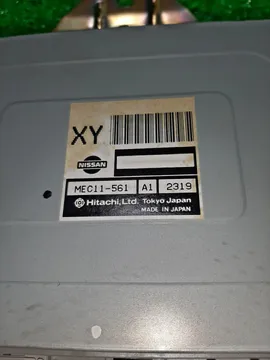 XY
NISSAN
MEC11-561 A1 2319
Hitachi, Ltd. Tokyo Japan
MADE IN JAPAN